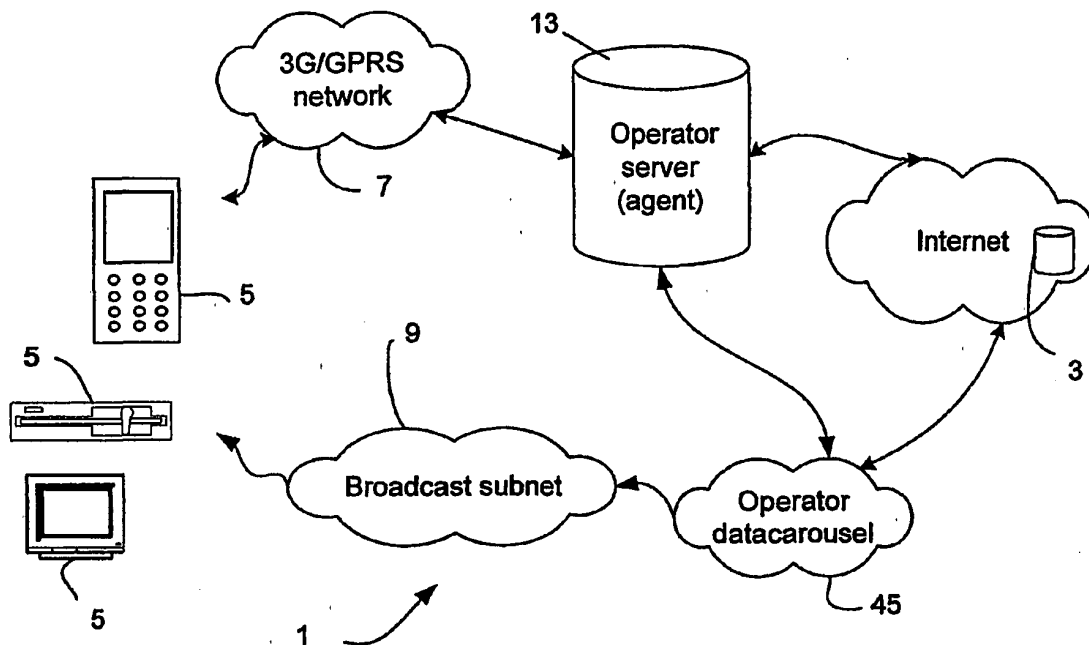 13
3G/GPRS
network
7
Operator
server
(agent)
Internet
3
5
5
9
Broadcast subnet
Operator
datacarousel
5
45
1